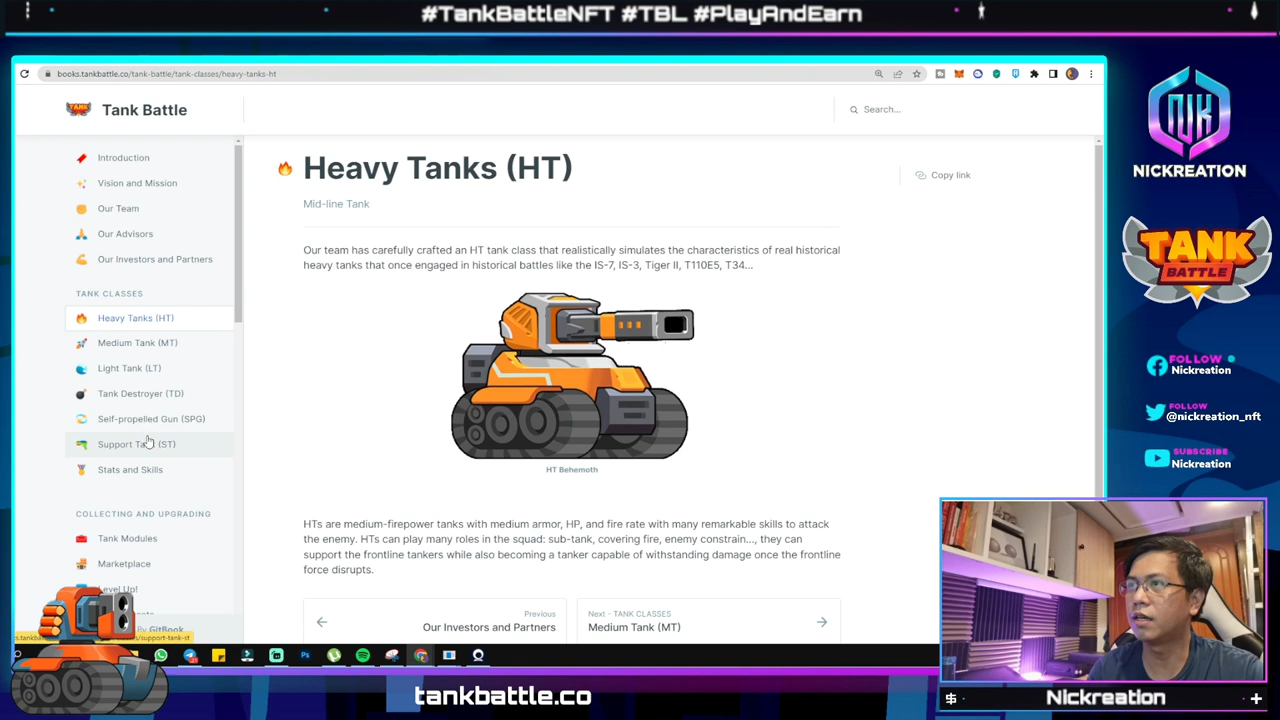 #TankBattleNFT #TBL #PlayAndEarn
books.tankbattle.co/tank-battle/tank-classes/heavy-tanks-ht
TANK
Tank Battle
Search...
Introduction
Vision and Mission
Our Team
Our Advisors
Our Investors and Partners
TANK CLASSES
Heavy Tanks (HT)
Medium Tank (MT)
Light Tank (LT)
Tank Destroyer (TD)
Self-propelled Gun (SPG)
Support Tank (ST)
Stats and Skills
COLLECTING AND UPGRADING
Tank Modules
Marketplace
Level Up!
By GitBook
Heavy Tanks (HT)
Copy link
Mid-line Tank
Our team has carefully crafted an HT tank class that realistically simulates the characteristics of real historical
heavy tanks that once engaged in historical battles like the IS-7, IS-3, Tiger II, T110E5, T34...
HT Behemoth
HTs are medium-firepower tanks with medium armor, HP, and fire rate with many remarkable skills to attack
the enemy. HTs can play many roles in the squad: sub-tank, covering fire, enemy constrain..., they can
support the frontline tankers while also becoming a tanker capable of withstanding damage once the frontline
force disrupts.
Previous
Our Investors and Partners
Next - TANK CLASSES
Medium Tank (MT)
NICKREATION
TANK
BATTLE
FOLLOW
Nickreation
FOLLOW
@nickreation_nft
SUBSCRIBE
Nickreation
tankbattle.co
Nickreation